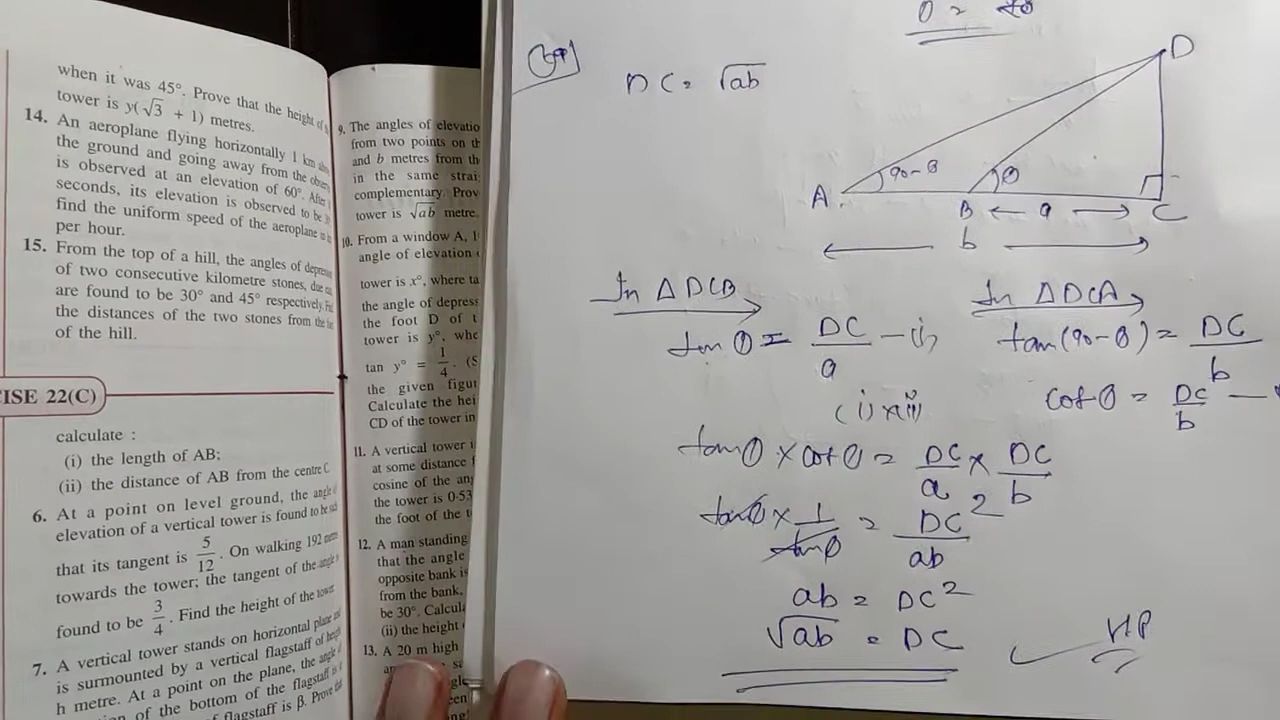 when it was 45°. Prove that the height of
tower is y(√3 + 1) metres.
14. An aeroplane flying horizontally 1 km
the ground and going away from the
is observed at an elevation of 60°. After
seconds, its elevation is observed to be
find the uniform speed of the aeroplane
per hour.
15. From the top of a hill, the angles of
of two consecutive kilometre stones, due
are found to be 30° and 45° respectively.
the distances of the two stones from the
of the hill.
ISE 22(C)
calculate :
(i) the length of AB;
(ii) the distance of AB from the centre C.
6. At a point on level ground, the angle
elevation of a vertical tower is found to be
that its tangent is 5/12. On walking 192
towards the tower; the tangent of the angle
found to be 3/4. Find the height of the tower
7. A vertical tower stands on horizontal plane
is surmounted by a vertical flagstaff of height
h metre. At a point on the plane, the angle
of the bottom of the flagstaff is
flagstaff is β. Prove
9. The angles of elevatio
from two points on th
and b metres from th
in the same strai
complementary. Prov
tower is √ab metre.
10. From a window A, 1
angle of elevation
tower is x°, where ta
the angle of depress
the foot D of t
tower is y°, whe
tan y° = 1/4. (S
the given figur
Calculate the hei
CD of the tower in
11. A vertical tower i
at some distance f
cosine of the ang
the tower is 0·53
the foot of the t
12. A man standing
that the angle
opposite bank is
from the bank.
be 30°. Calcula
(ii) the height
13. A 20 m high
θ =
DC = √ab
D
A
90-θ
θ
B
a
C
b
In Δ DCB
tan θ = DC/a - (i)
In Δ DCA
tan(90-θ) = DC/b
cot θ = DC/b -
(i) x ii)
tanθ x cotθ = DC/a x DC/b
tanθ x 1/tanθ = DC²/ab
ab = DC²
√ab = DC
HP